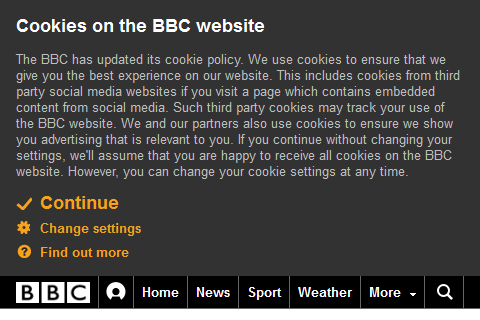 Cookies on the BBC website
The BBC has updated its cookie policy. We use cookies to ensure that we
give you the best experience on our website. This includes cookies from third
party social media websites if you visit a page which contains embedded
content from social media. Such third party cookies may track your use of
the BBC website. We and our partners also use cookies to ensure we show
you advertising that is relevant to you. If you continue without changing your
settings, we'll assume that you are happy to receive all cookies on the BBC
website. However, you can change your cookie settings at any time.
Continue
Change settings
Find out more
BBC Home News Sport Weather More